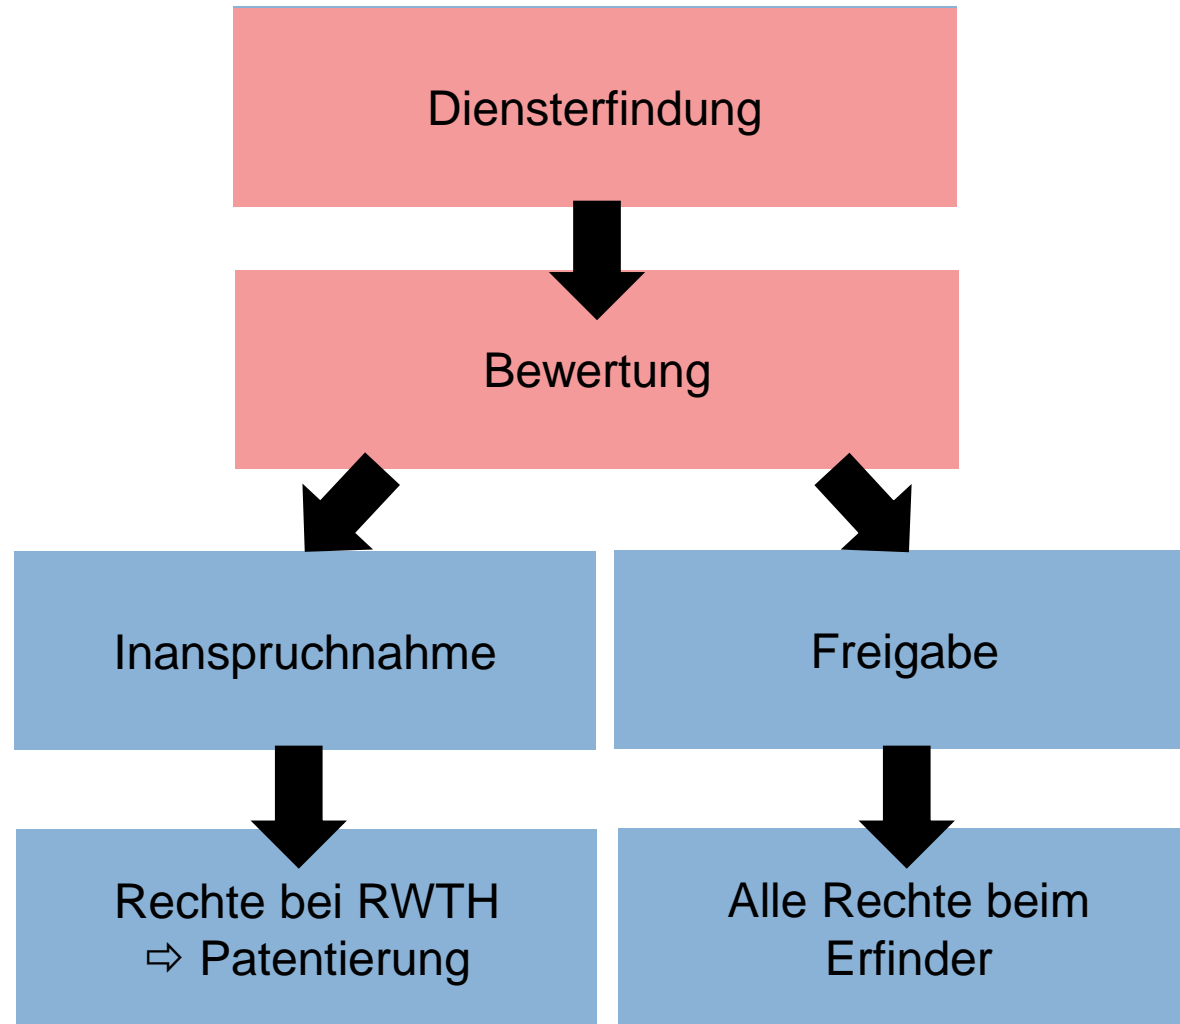 Diensterfindung
Bewertung
Inanspruchnahme
Freigabe
Rechte bei RWTH
⇨ Patentierung
Alle Rechte beim
Erfinder